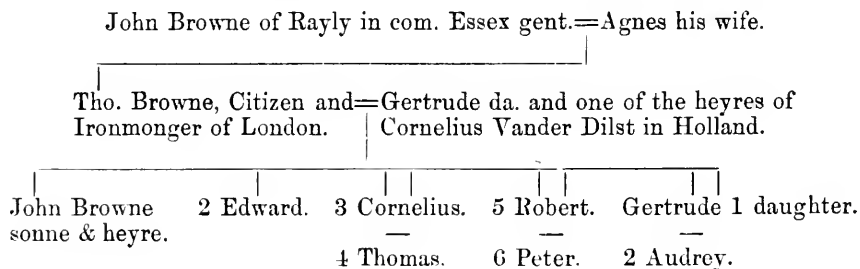 John Browne of Rayly in com. Essex gent.=Agnes his wife.
Tho. Browne, Citizen and=Gertrude da. and one of the heyres of
Ironmonger of London. Cornelius Vander Dilst in Holland.
John Browne 2 Edward. 3 Cornelius. 5 Robert. Gertrude 1 daughter.
sonne & heyre.
4 Thomas. 6 Peter. 2 Audrey.